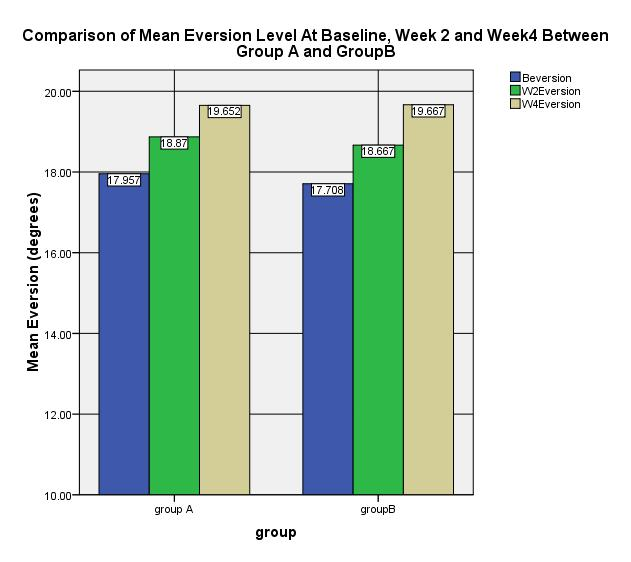 Comparison of Mean Eversion Level At Baseline, Week 2 and Week4 Between
Group A and GroupB
Beversion
W2Eversion
W4Eversion
Mean Eversion (degrees)
20.00
18.00
16.00
14.00
12.00
10.00
17.957
18.87
19.652
17.708
18.667
19.667
group A
groupB
group